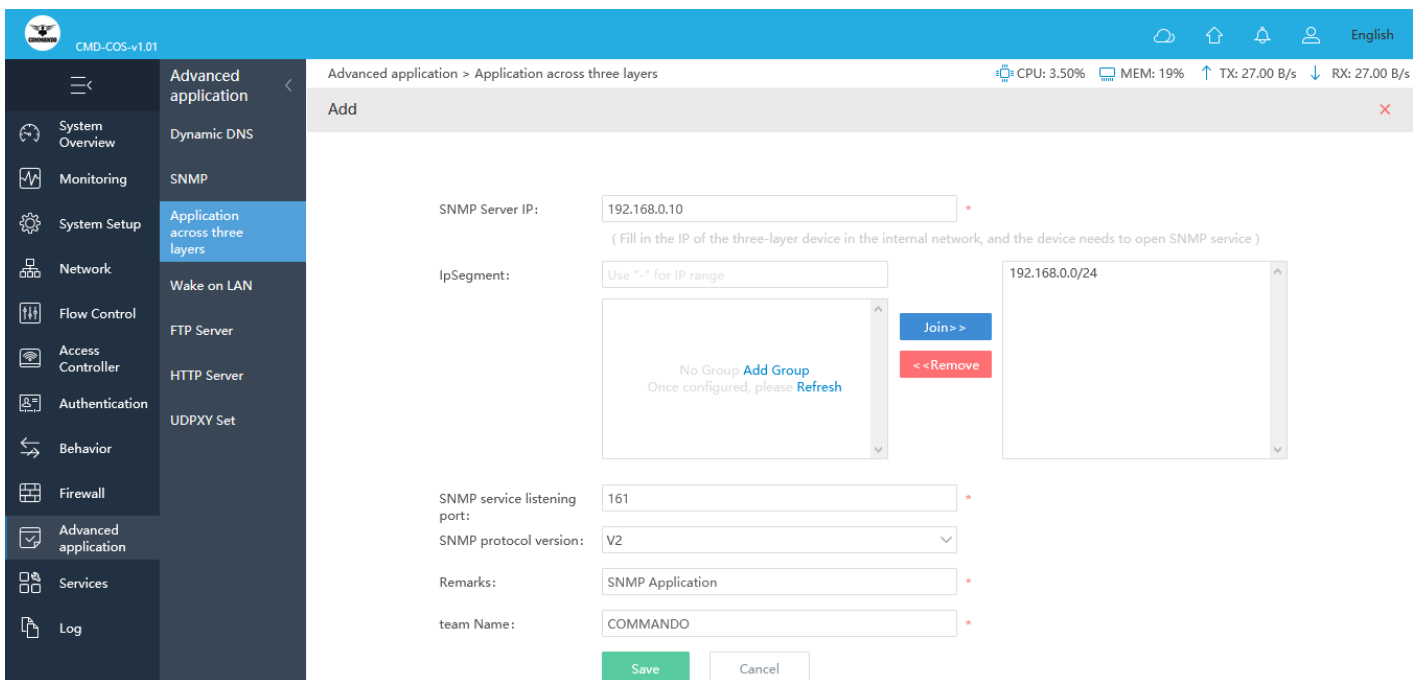 COMMANDO
CMD-COS-v1.01
English
Advanced application
Advanced application > Application across three layers
CPU: 3.50%
MEM: 19%
TX: 27.00 B/s
RX: 27.00 B/s
Add
System
Overview
Monitoring
System Setup
Network
Flow Control
Access
Controller
Authentication
Behavior
Firewall
Advanced
application
Services
Log
Dynamic DNS
SNMP
Application
across three
layers
Wake on LAN
FTP Server
HTTP Server
UDPXY Set
SNMP Server IP:
192.168.0.10
*
( Fill in the IP of the three-layer device in the internal network, and the device needs to open SNMP service )
IpSegment:
Use "-" for IP range
192.168.0.0/24
No Group Add Group
Once configured, please Refresh
Join>>
<<Remove
SNMP service listening
port:
161
*
SNMP protocol version:
V2
Remarks:
SNMP Application
*
team Name:
COMMANDO
*
Save
Cancel